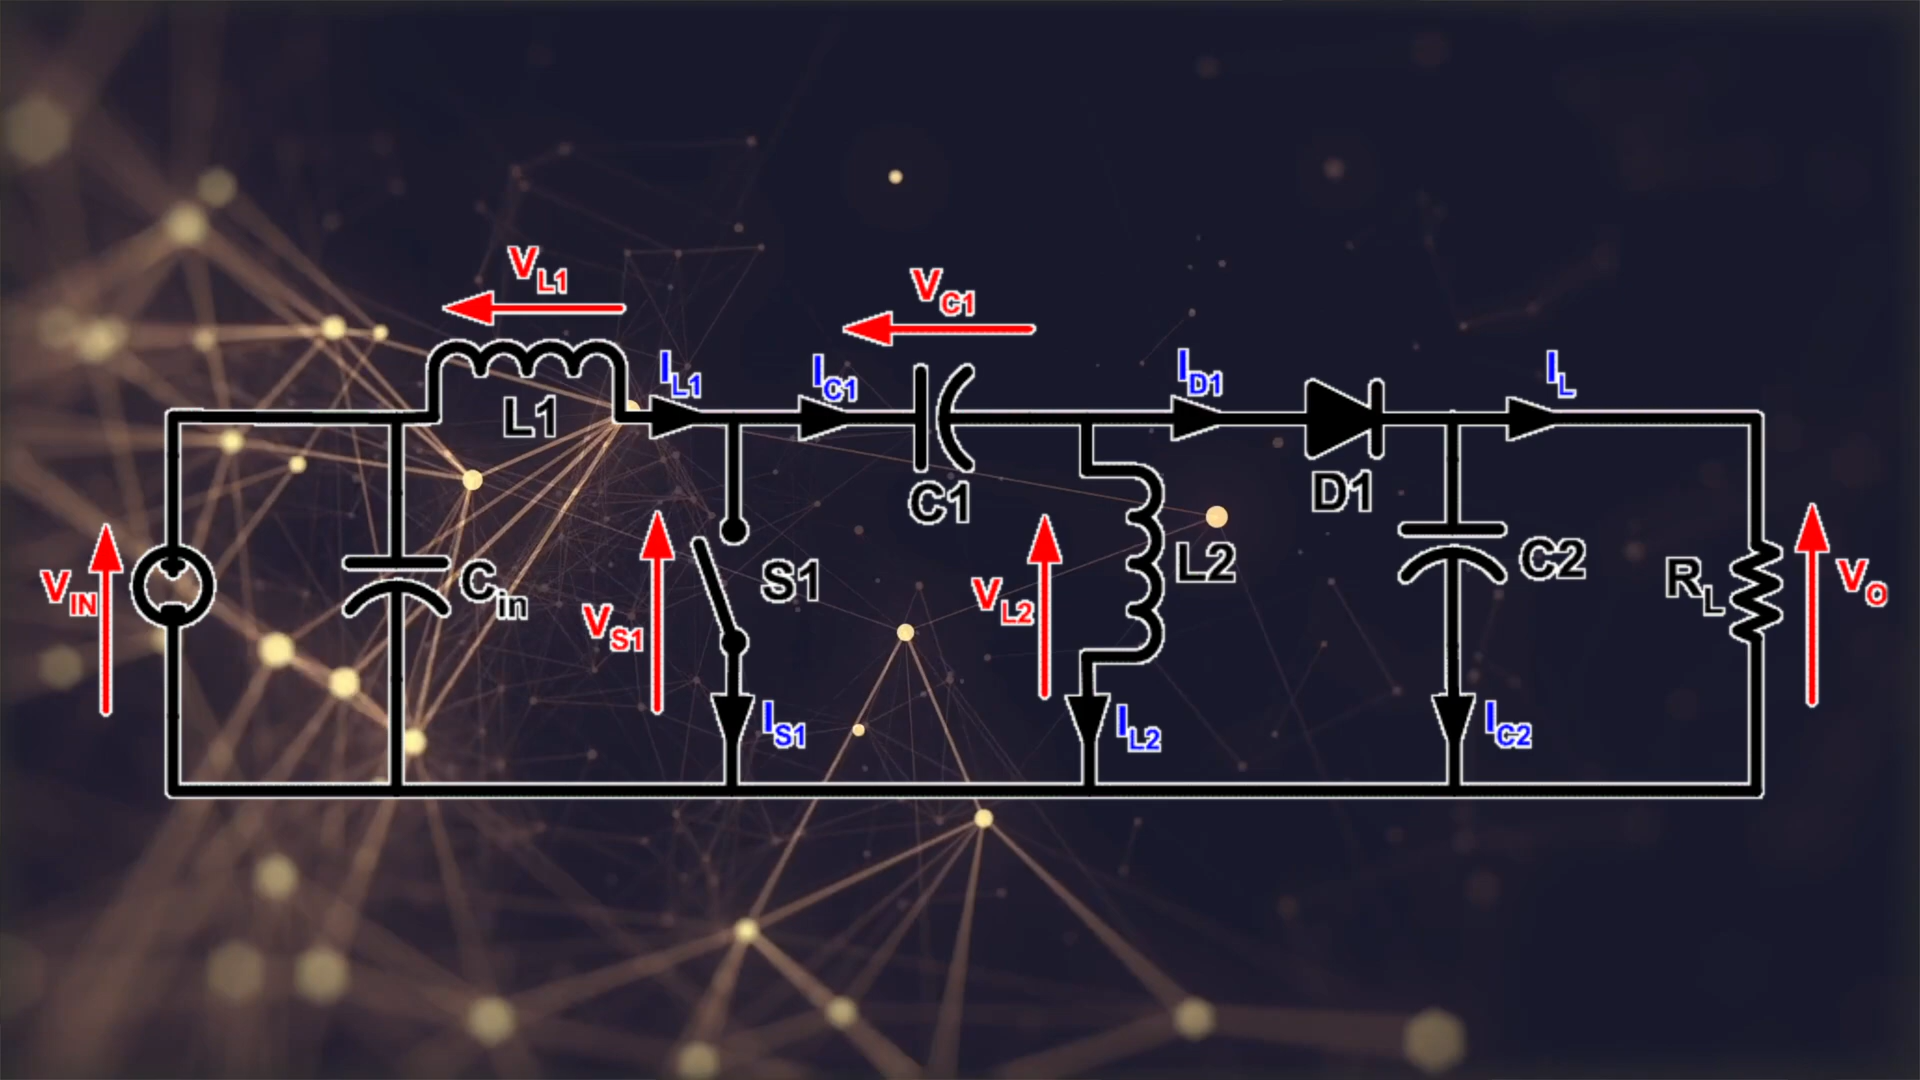 VL1
VC1
IL1
IC1
ID1
IL
L1
C1
D1
VIN
Cin
VS1
S1
VL2
L2
C2
RL
VO
IS1
IL2
IC2